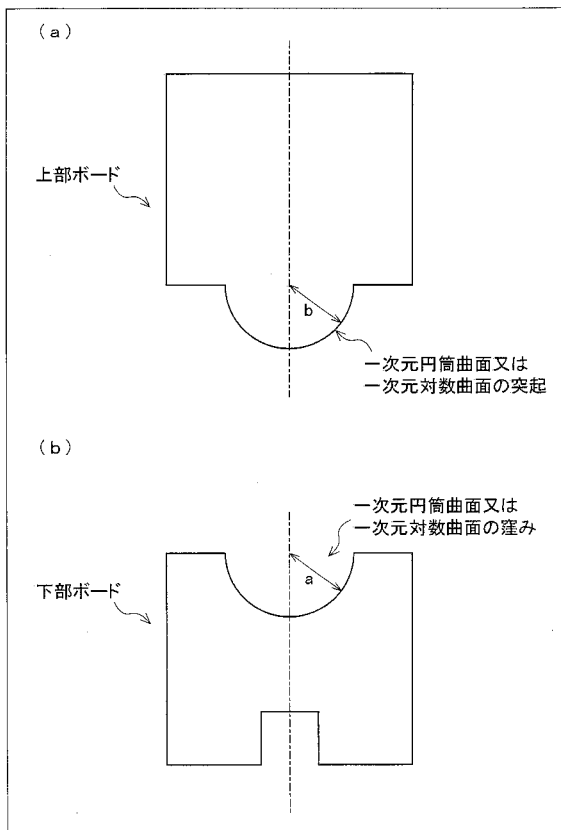 (a)
上部ボード
b
一次元円筒曲面又は
一次元対数曲面の突起
(b)
一次元円筒曲面又は
一次元対数曲面の窪み
a
下部ボード